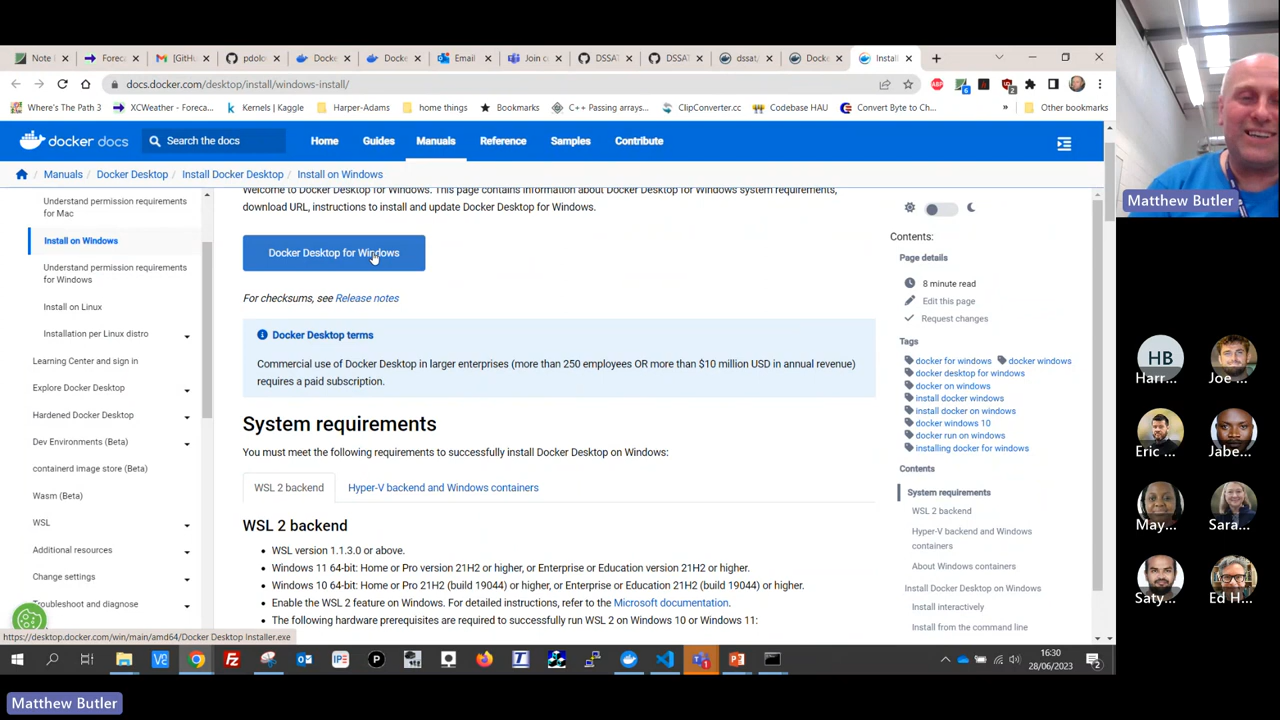 Note
Forec
[GitH
pdolc
Docke
Docke
Email
Join c
DSSA
DSSA
dssat
Docke
Install
docs.docker.com/desktop/install/windows-install/
Where's The Path 3
XCWeather - Foreca...
Kernels | Kaggle
Harper-Adams
home things
Bookmarks
C++ Passing arrays...
ClipConverter.cc
Codebase HAU
Convert Byte to Ch...
»
Other bookmarks
docker docs
Search the docs
Home
Guides
Manuals
Reference
Samples
Contribute
Manuals / Docker Desktop / Install Docker Desktop / Install on Windows
Understand permission requirements
for Mac
Install on Windows
Understand permission requirements
for Windows
Install on Linux
Installation per Linux distro
Learning Center and sign in
Explore Docker Desktop
Hardened Docker Desktop
Dev Environments (Beta)
containerd image store (Beta)
Wasm (Beta)
WSL
Additional resources
Change settings
Troubleshoot and diagnose
https://desktop.docker.com/win/main/amd64/Docker Desktop Installer.exe
Welcome to Docker Desktop for Windows. This page contains information about Docker Desktop for Windows system requirements,
download URL, instructions to install and update Docker Desktop for Windows.
Docker Desktop for Windows
For checksums, see Release notes
Docker Desktop terms
Commercial use of Docker Desktop in larger enterprises (more than 250 employees OR more than $10 million USD in annual revenue)
requires a paid subscription.
System requirements
You must meet the following requirements to successfully install Docker Desktop on Windows:
WSL 2 backend
Hyper-V backend and Windows containers
WSL 2 backend
• WSL version 1.1.3.0 or above.
• Windows 11 64-bit: Home or Pro version 21H2 or higher, or Enterprise or Education version 21H2 or higher.
• Windows 10 64-bit: Home or Pro 21H2 (build 19044) or higher, or Enterprise or Education 21H2 (build 19044) or higher.
• Enable the WSL 2 feature on Windows. For detailed instructions, refer to the Microsoft documentation.
• The following hardware prerequisites are required to successfully run WSL 2 on Windows 10 or Windows 11:
Contents:
Page details
8 minute read
Edit this page
Request changes
Tags
docker for windows
docker windows
docker desktop for windows
docker on windows
install docker windows
install docker on windows
docker windows 10
docker run on windows
installing docker for windows
Contents
System requirements
WSL 2 backend
Hyper-V backend and Windows
containers
About Windows containers
Install Docker Desktop on Windows
Install interactively
Install from the command line
16:30
28/06/2023
Matthew Butler
HB
Harr...
Joe ...
Eric ...
Jabe...
May...
Sara...
Saty...
Ed H...
Matthew Butler